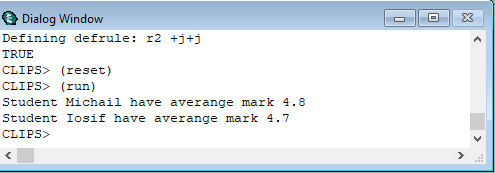 Dialog Window
Defining defrule: r2 +j+j
TRUE
CLIPS> (reset)
CLIPS> (run)
Student Michail have averange mark 4.8
Student Iosif have averange mark 4.7
CLIPS>